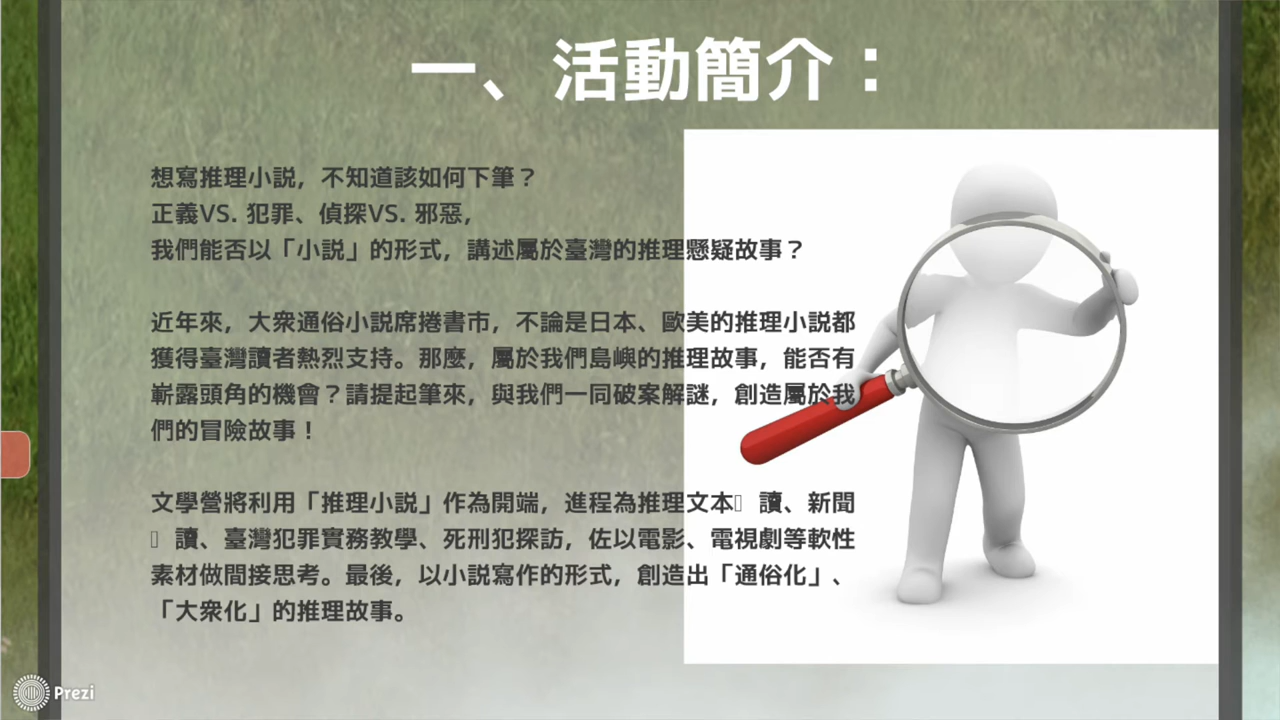 一、活動簡介：
想寫推理小說，不知道該如何下筆？
正義VS. 犯罪、偵探VS. 邪惡，
我們能否以「小說」的形式，講述屬於臺灣的推理懸疑故事？
近年來，大眾通俗小說席捲書市，不論是日本、歐美的推理小說都
獲得臺灣讀者熱烈支持。那麼，屬於我們島嶼的推理故事，能否有
嶄露頭角的機會？請提起筆來，與我們一同破案解謎，創造屬於我
們的冒險故事！
文學營將利用「推理小說」作為開端，進程為推理文本▯ 讀、新聞
▯ 讀、臺灣犯罪實務教學、死刑犯探訪，佐以電影、電視劇等軟性
素材做間接思考。最後，以小說寫作的形式，創造出「通俗化」、
「大眾化」的推理故事。
Prezi